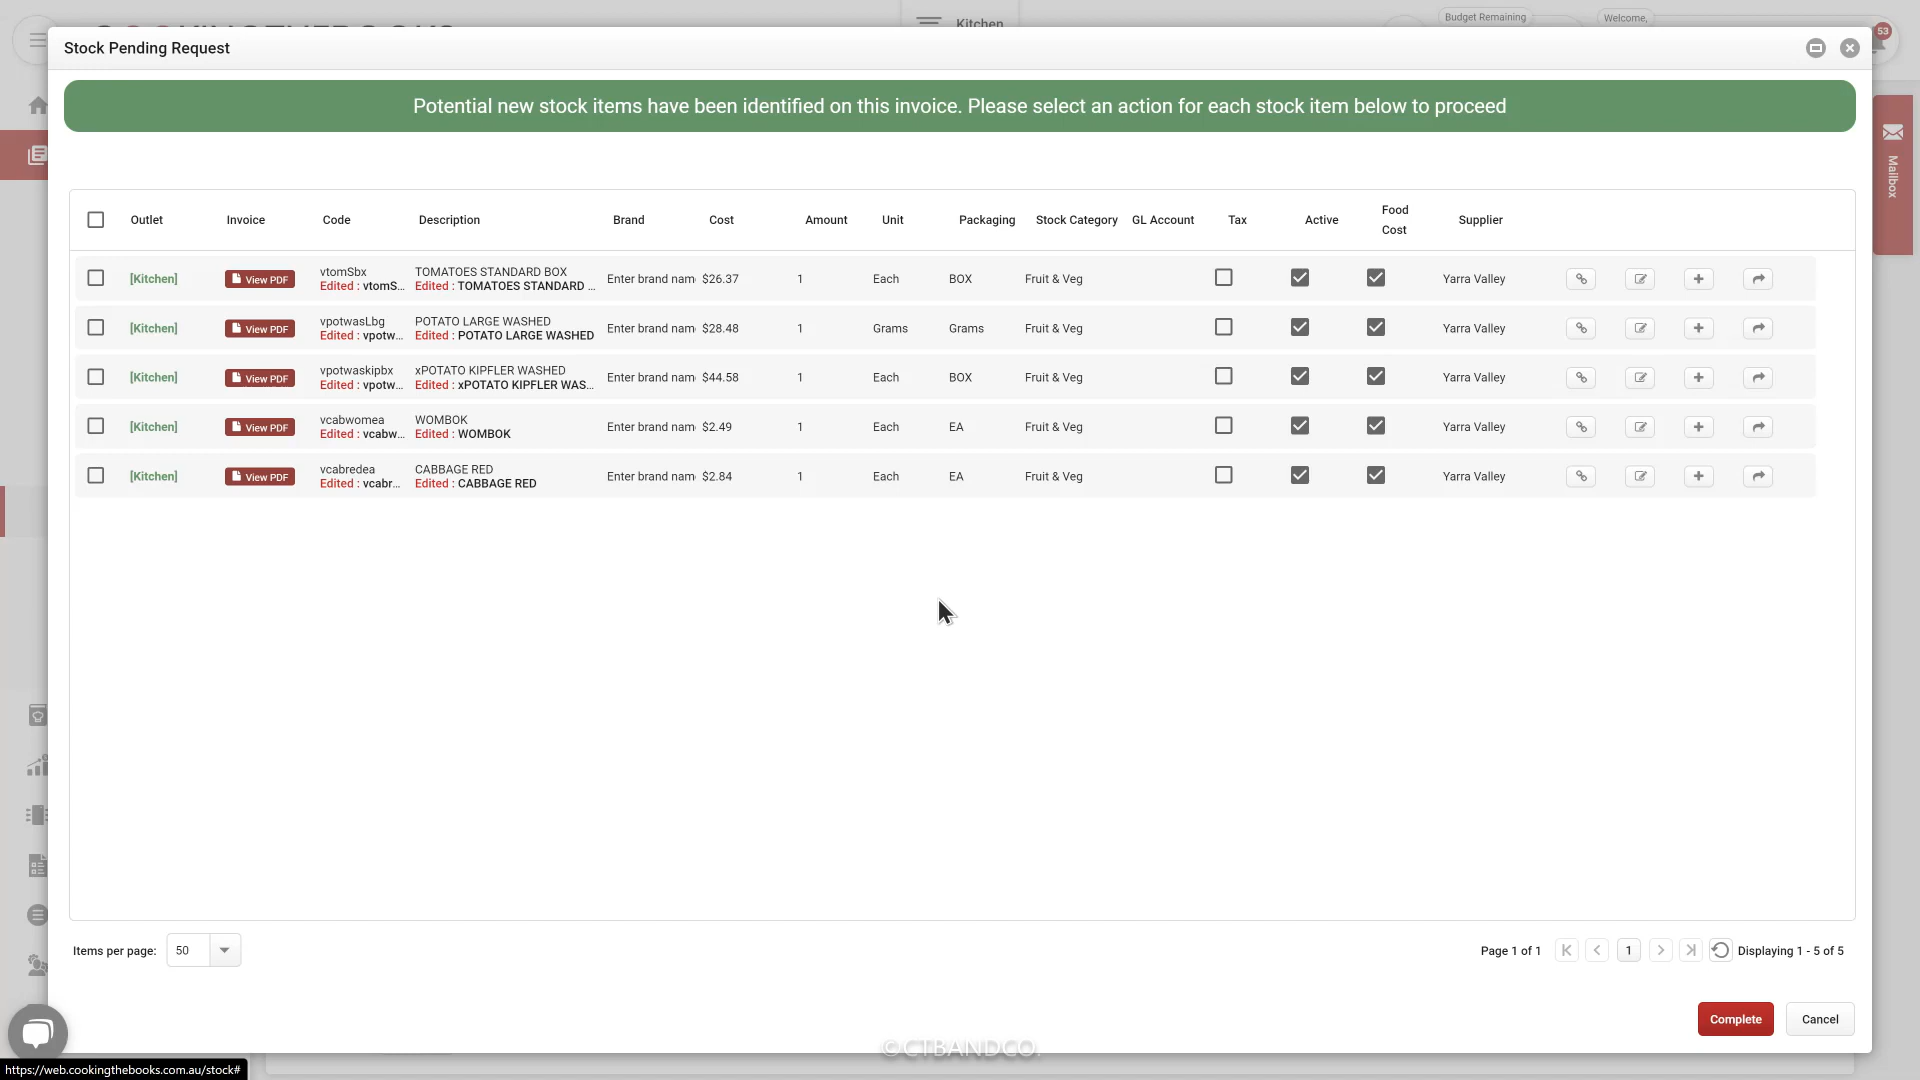 Kitchen
Budget Remaining
Welcome,
53
Stock Pending Request
Potential new stock items have been identified on this invoice. Please select an action for each stock item below to proceed
Mailbox
Outlet Invoice Code Description Brand Cost Amount Unit Packaging Stock Category GL Account Tax Active Food Cost Supplier
[Kitchen] View PDF vtomSbx TOMATOES STANDARD BOX Enter brand nam $26.37 1 Each BOX Fruit & Veg Yarra Valley
Edited : vtomS... Edited : TOMATOES STANDARD ...
[Kitchen] View PDF vpotwasLbg POTATO LARGE WASHED Enter brand nam $28.48 1 Grams Grams Fruit & Veg Yarra Valley
Edited : vpotw... Edited : POTATO LARGE WASHED
[Kitchen] View PDF vpotwaskipbx xPOTATO KIPFLER WASHED Enter brand nam $44.58 1 Each BOX Fruit & Veg Yarra Valley
Edited : vpotw... Edited : xPOTATO KIPFLER WAS...
[Kitchen] View PDF vcabwomea WOMBOK Enter brand nam $2.49 1 Each EA Fruit & Veg Yarra Valley
Edited : vcabw... Edited : WOMBOK
[Kitchen] View PDF vcabredea CABBAGE RED Enter brand nam $2.84 1 Each EA Fruit & Veg Yarra Valley
Edited : vcabr... Edited : CABBAGE RED
Items per page: 50 Page 1 of 1 1 Displaying 1 - 5 of 5
Complete Cancel
©CTBANDCO.
https://web.cookingthebooks.com.au/stock#